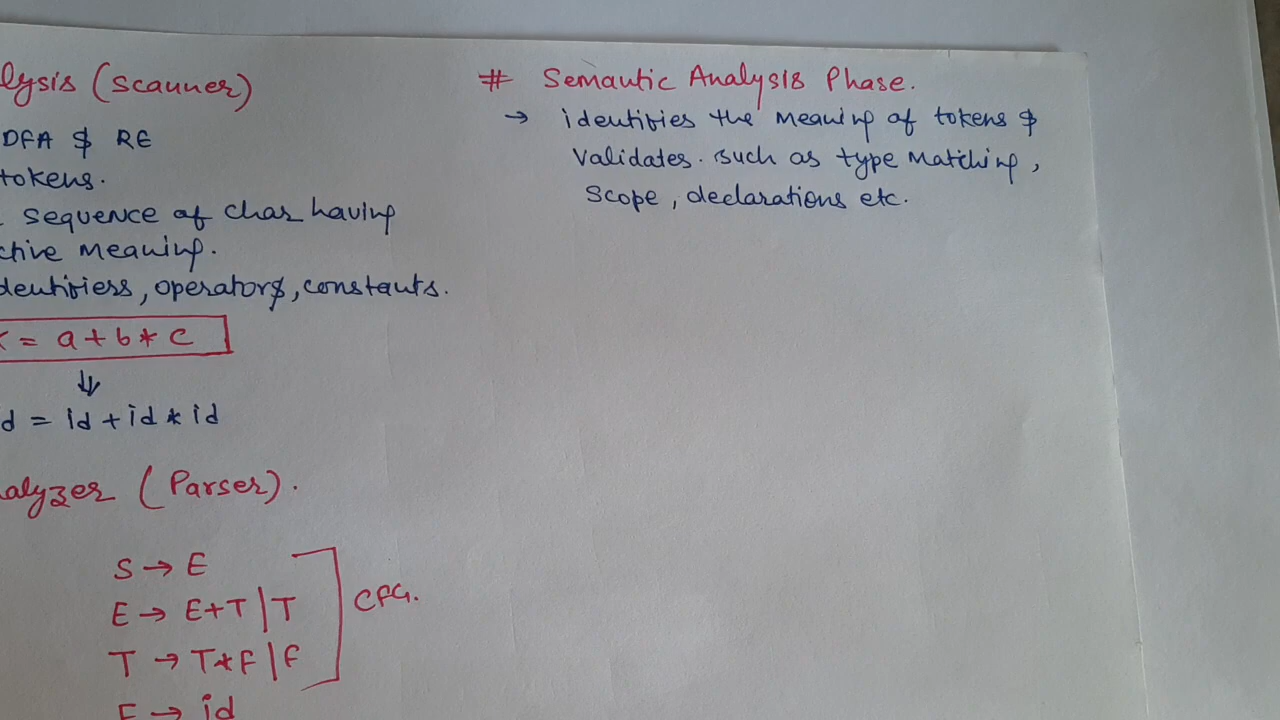 lysis (Scanner)
DFA & RE
tokens.
sequence of char having
ctive meaning.
dentifiers, operators, constants.
= a + b * c
⇓
d = id + id * id
alyzer (Parser).
S → E
E → E+T | T
T → T*F | F
F → id
CFG.
# Semantic Analysis Phase.
→ identifies the meaning of tokens &
validates. such as type matching,
scope, declarations etc.